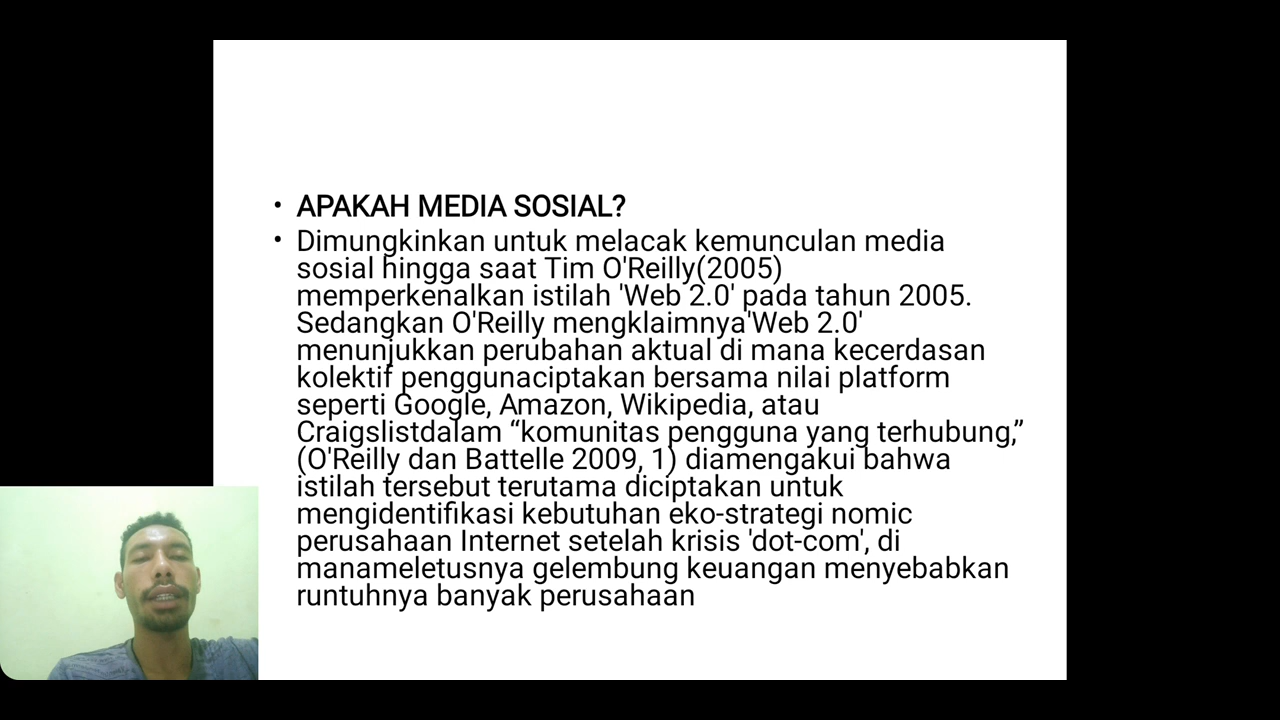 • APAKAH MEDIA SOSIAL?
• Dimungkinkan untuk melacak kemunculan media
sosial hingga saat Tim O'Reilly(2005)
memperkenalkan istilah 'Web 2.0' pada tahun 2005.
Sedangkan O'Reilly mengklaimnya'Web 2.0'
menunjukkan perubahan aktual di mana kecerdasan
kolektif penggunaciptakan bersama nilai platform
seperti Google, Amazon, Wikipedia, atau
Craigslistdalam “komunitas pengguna yang terhubung,”
(O'Reilly dan Battelle 2009, 1) diamengakui bahwa
istilah tersebut terutama diciptakan untuk
mengidentifikasi kebutuhan eko-strategi nomic
perusahaan Internet setelah krisis 'dot-com', di
manameletusnya gelembung keuangan menyebabkan
runtuhnya banyak perusahaan